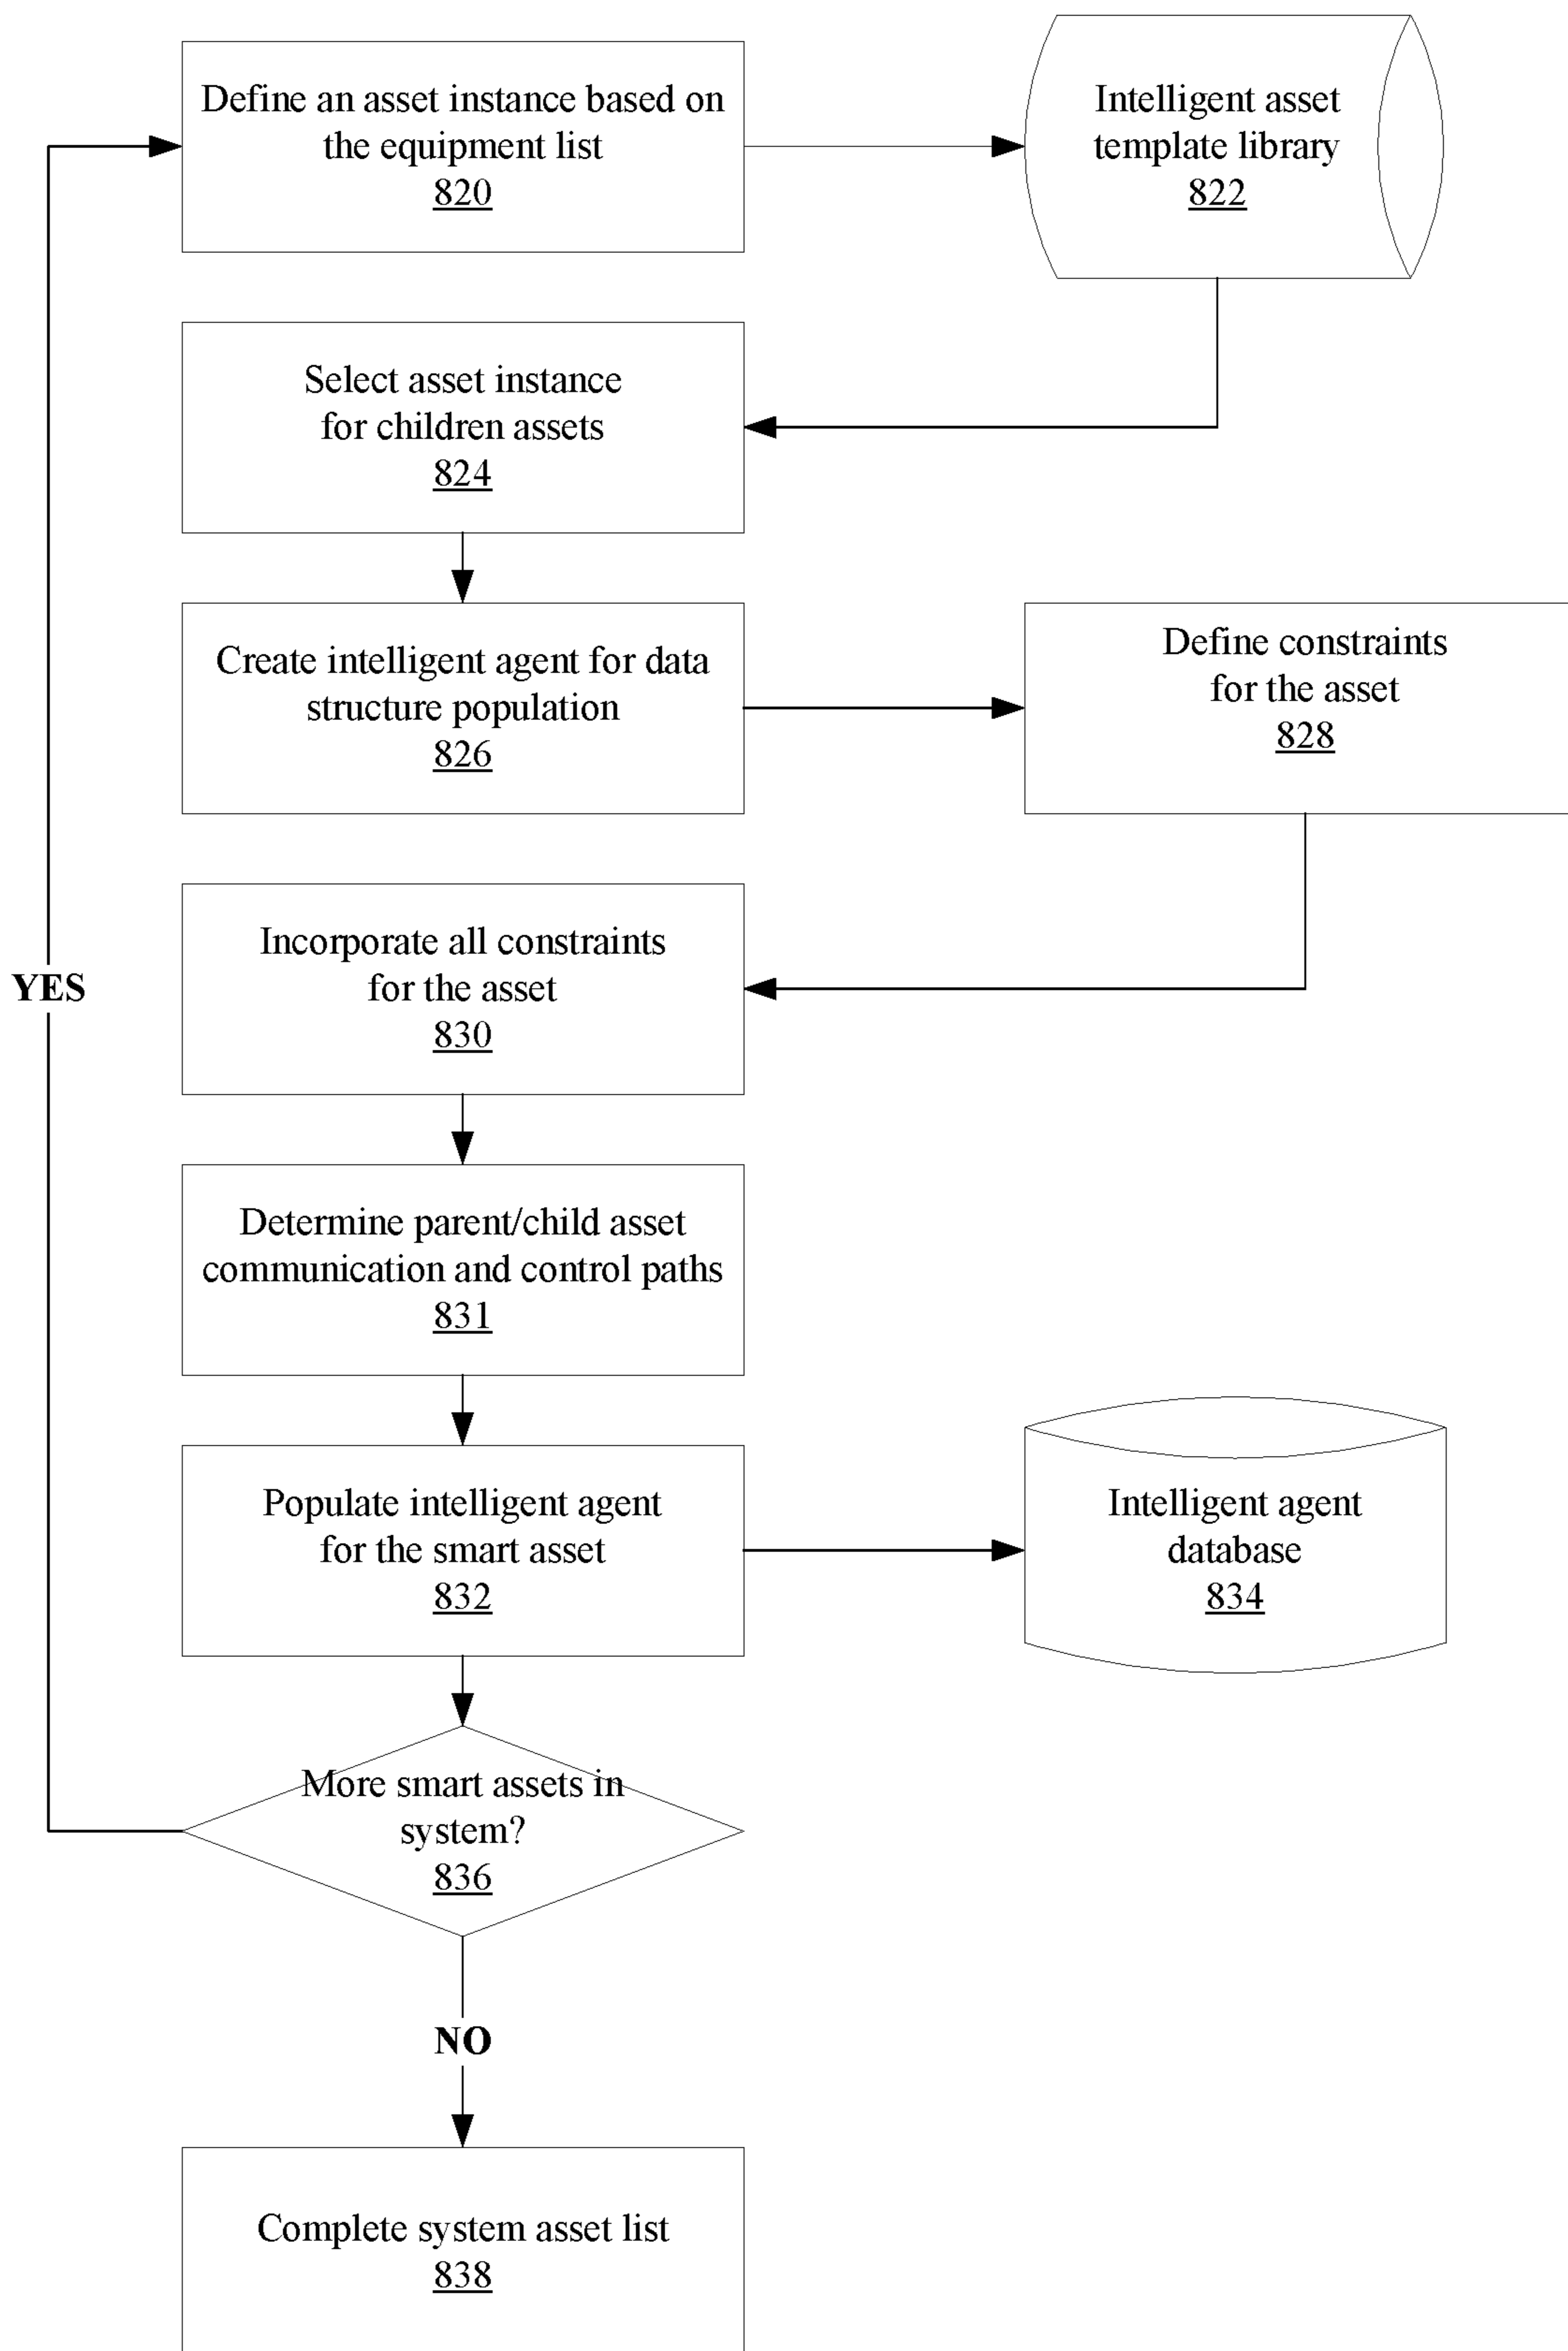 Define an asset instance based on
the equipment list
820
Intelligent asset
template library
822
Select asset instance
for children assets
824
Create intelligent agent for data
structure population
826
Define constraints
for the asset
828
Incorporate all constraints
for the asset
830
YES
Determine parent/child asset
communication and control paths
831
Populate intelligent agent
for the smart asset
832
Intelligent agent
database
834
More smart assets in
system?
836
NO
Complete system asset list
838